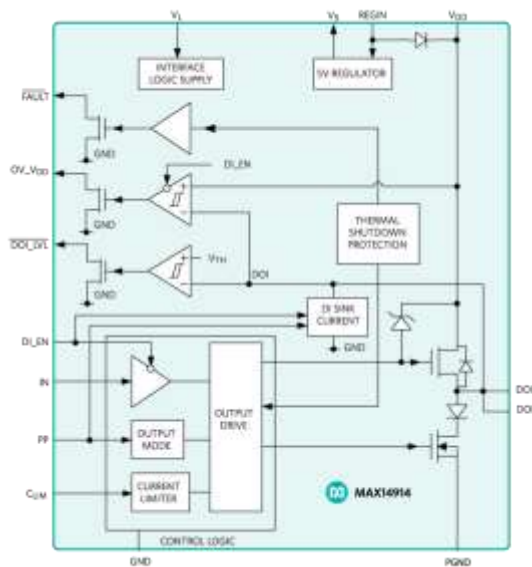 VL
V5
REGIN
VDD
INTERFACE
LOGIC SUPPLY
5V REGULATOR
FAULT
GND
DI_EN
OV_VDD
GND
THERMAL
SHUTDOWN
PROTECTION
DOI_LVL
VTH
DOI
GND
DI SINK
CURRENT
DI_EN
GND
IN
OUTPUT
DRIVE
DOI
DOI
PP
OUTPUT
MODE
CLIM
CURRENT
LIMITER
MAX14914
CONTROL LOGIC
GND
PGND